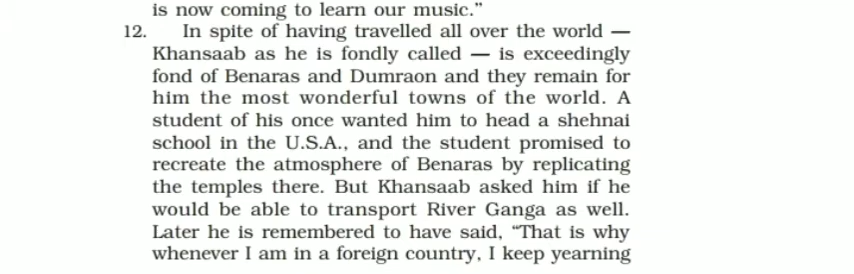 is now coming to learn our music.”
12. In spite of having travelled all over the world —
Khansaab as he is fondly called — is exceedingly
fond of Benaras and Dumraon and they remain for
him the most wonderful towns of the world. A
student of his once wanted him to head a shehnai
school in the U.S.A., and the student promised to
recreate the atmosphere of Benaras by replicating
the temples there. But Khansaab asked him if he
would be able to transport River Ganga as well.
Later he is remembered to have said, “That is why
whenever I am in a foreign country, I keep yearning